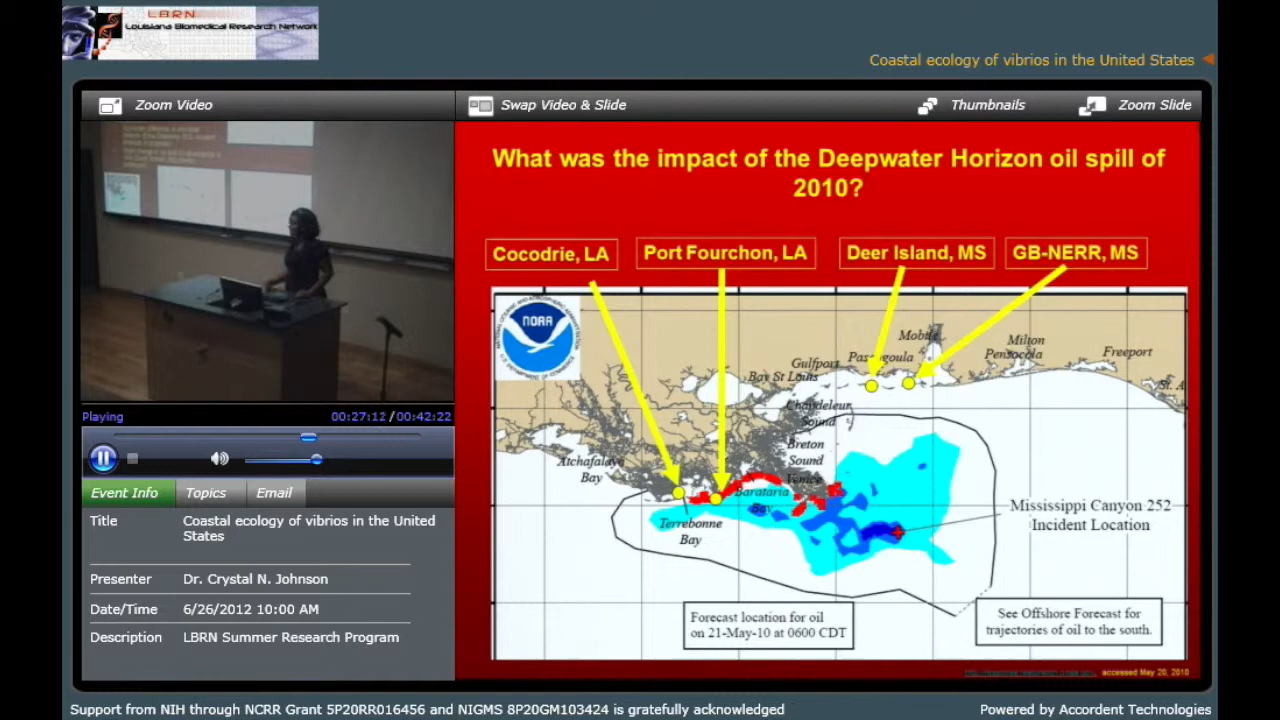 LBRN
Louisiana Biomedical Research Network
Coastal ecology of vibrios in the United States
Zoom Video
Swap Video & Slide
Thumbnails
Zoom Slide
What was the impact of the Deepwater Horizon oil spill of
2010?
Cocodrie, LA
Port Fourchon, LA
Deer Island, MS
GB-NERR, MS
NOAA
Mobile
Milton
Gulfport
Pascagoula
Pensacola
Freeport
Bay St Louis
St. A
Chandeleur
Sound
Breton
Sound
Atchafalaya
Bay
Venice
Barataria
Bay
Terrebonne
Bay
Mississippi Canyon 252
Incident Location
Forecast location for oil
on 21-May-10 at 0600 CDT
See Offshore Forecast for
trajectories of oil to the south.
accessed May 20, 2010
Playing
00:27:12 / 00:42:22
Event Info
Topics
Email
Title
Coastal ecology of vibrios in the United
States
Presenter
Dr. Crystal N. Johnson
Date/Time
6/26/2012 10:00 AM
Description
LBRN Summer Research Program
Support from NIH through NCRR Grant 5P20RR016456 and NIGMS 8P20GM103424 is gratefully acknowledged
Powered by Accordent Technologies